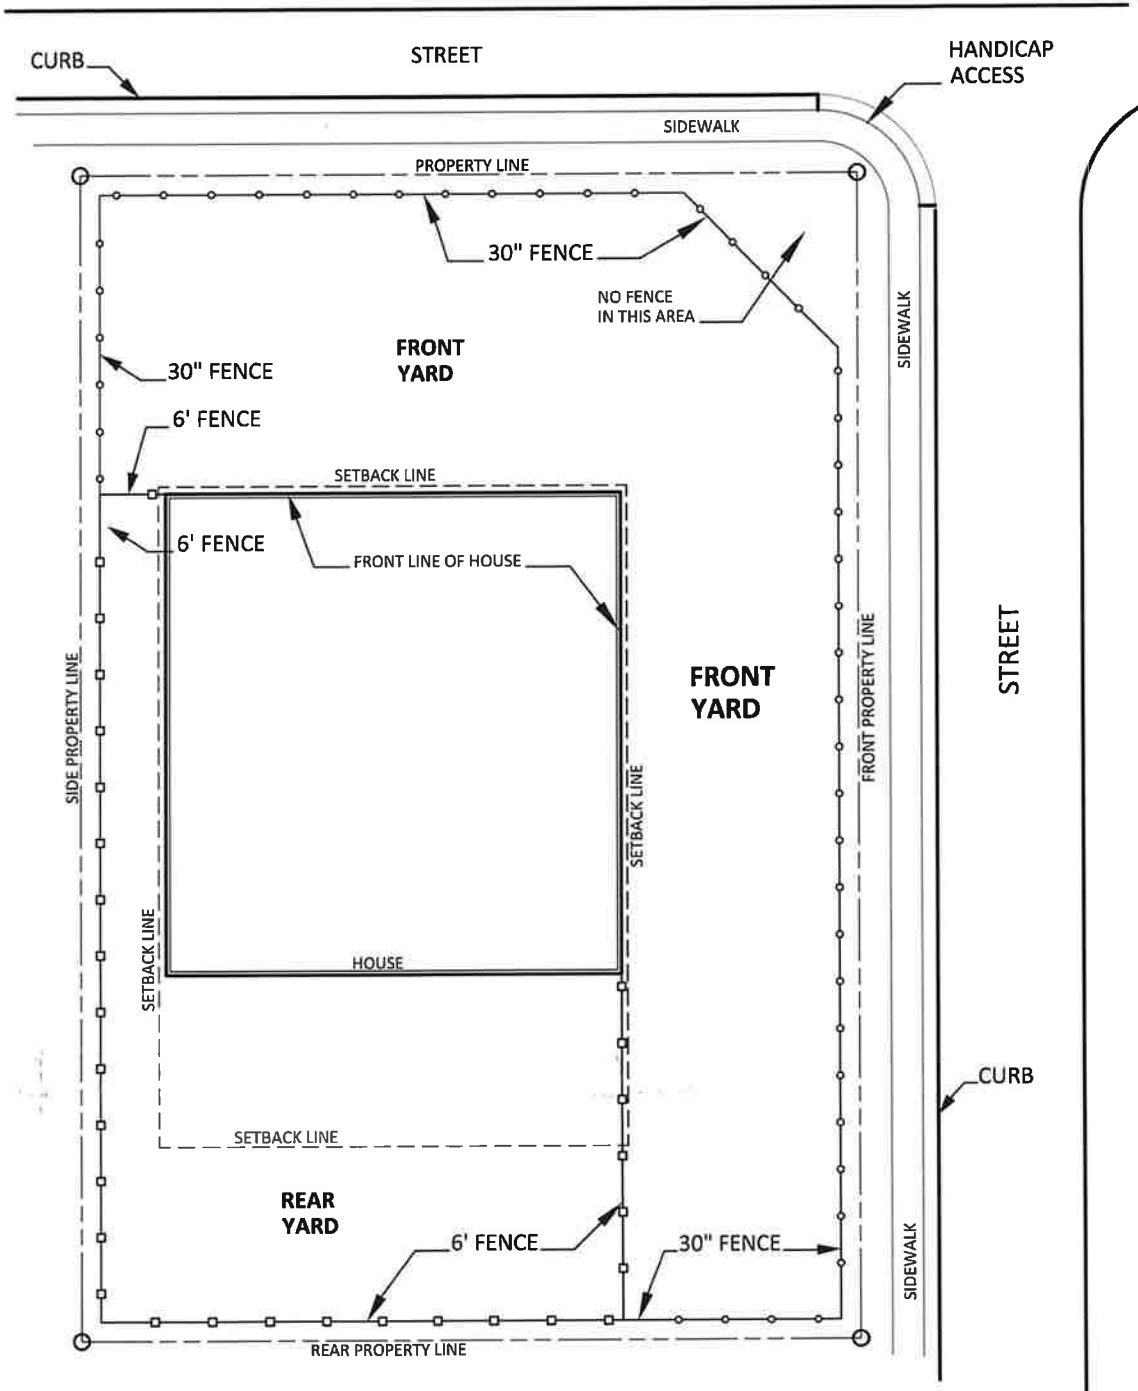 STREET
HANDICAP
ACCESS
CURB
SIDEWALK
PROPERTY LINE
30" FENCE
NO FENCE
IN THIS AREA
SIDEWALK
FRONT
YARD
30" FENCE
6' FENCE
SETBACK LINE
6' FENCE
FRONT LINE OF HOUSE
STREET
FRONT PROPERTY LINE
FRONT
YARD
SIDE PROPERTY LINE
SETBACK LINE
SETBACK LINE
HOUSE
CURB
SETBACK LINE
REAR
YARD
6' FENCE
30" FENCE
SIDEWALK
REAR PROPERTY LINE